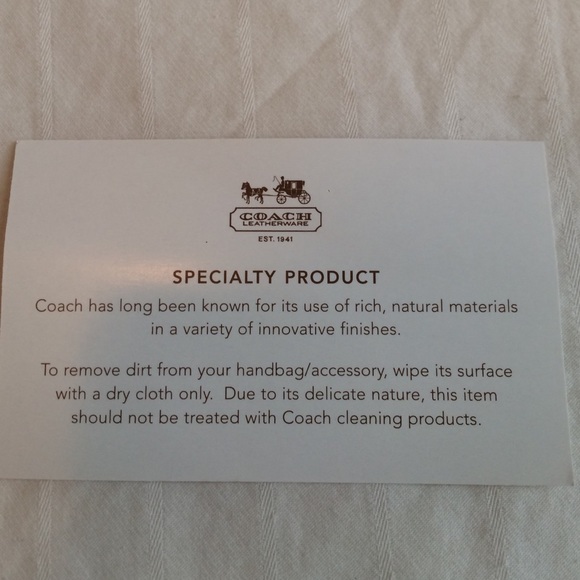 COACH
LEATHERWARE
EST. 1941
SPECIALTY PRODUCT
Coach has long been known for its use of rich, natural materials
in a variety of innovative finishes.
To remove dirt from your handbag/accessory, wipe its surface
with a dry cloth only. Due to its delicate nature, this item
should not be treated with Coach cleaning products.